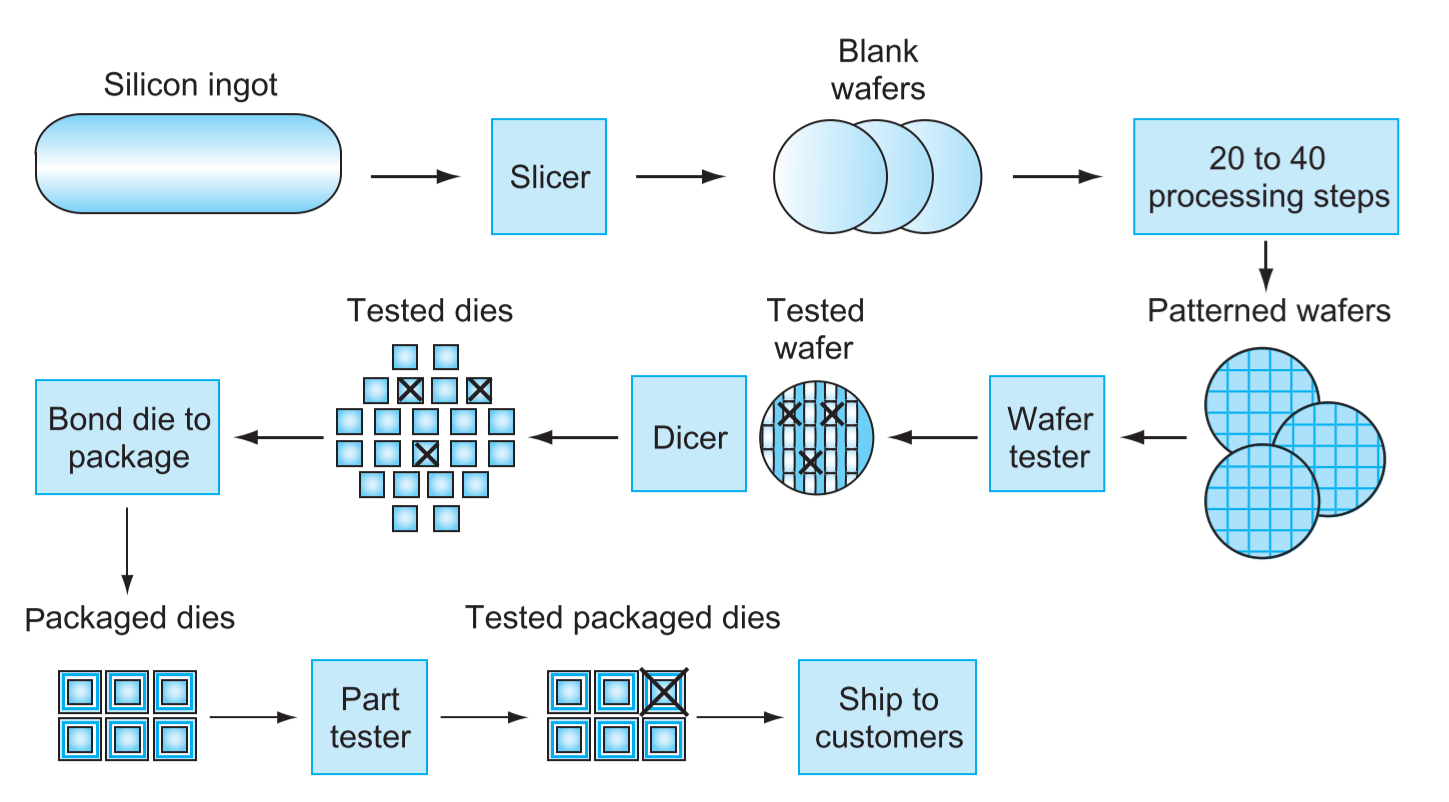 Silicon ingot
Slicer
Blank
wafers
20 to 40
processing steps
Patterned wafers
Wafer
tester
Tested
wafer
Dicer
Tested dies
Bond die to
package
Packaged dies
Part
tester
Tested packaged dies
Ship to
customers